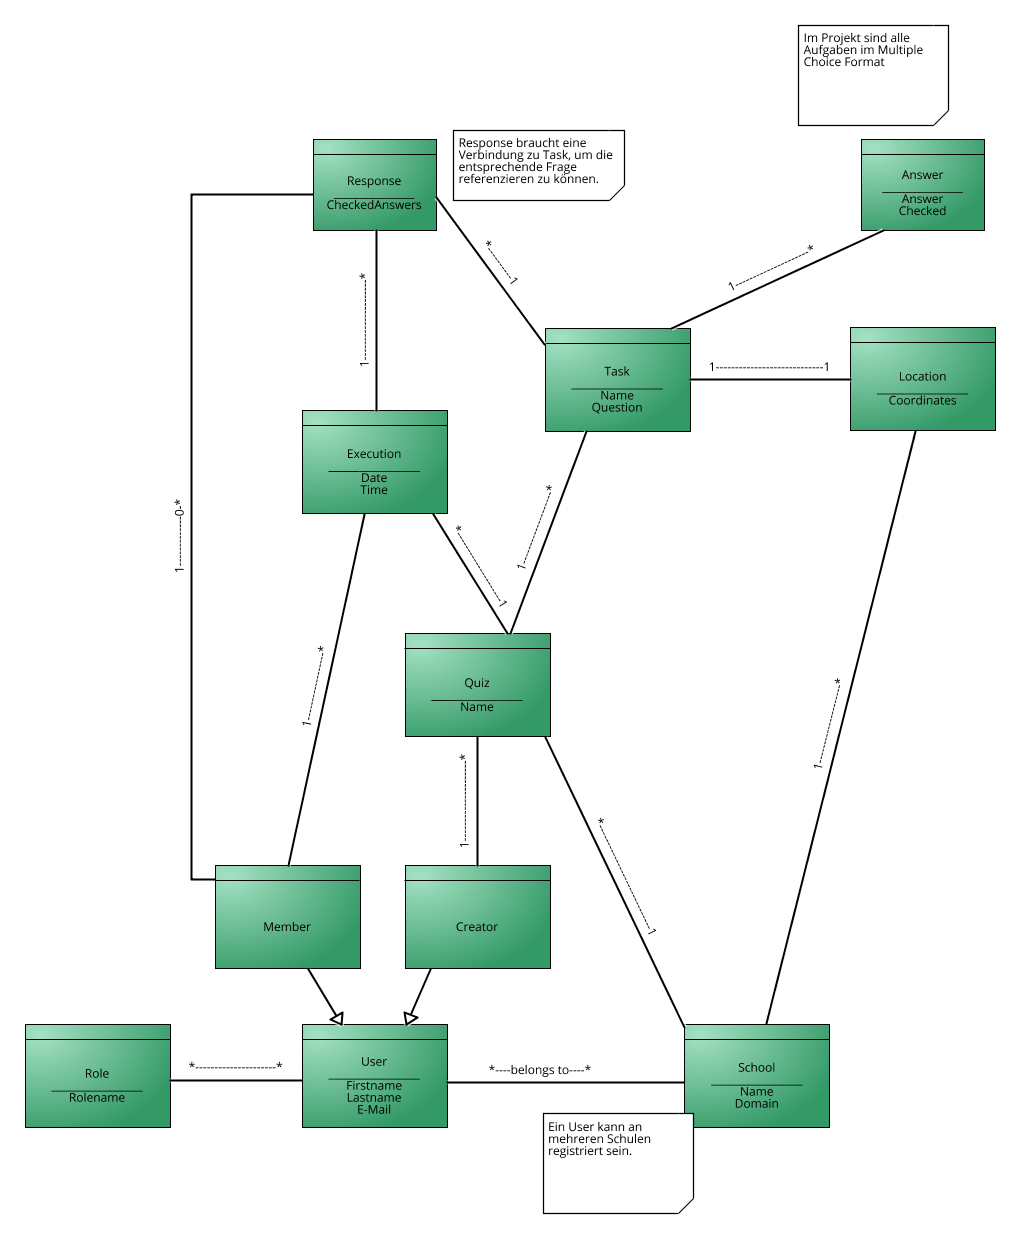 Im Projekt sind alle
Aufgaben im Multiple
Choice Format
Response braucht eine
Verbindung zu Task, um die
entsprechende Frage
referenzieren zu können.
Response
CheckedAnswers
Answer
Answer
Checked
*--------1
1----------------*
*----------------1
Task
Name
Question
1---------------------------1
Location
Coordinates
Execution
Date
Time
1------------0-*
*----------------1
1----------------*
1----------------*
Quiz
Name
1----------------*
1----------------*
1----------------*
*----------------1
Member
Creator
Role
Rolename
*---------------------*
User
Firstname
Lastname
E-Mail
*----belongs to----*
School
Name
Domain
Ein User kann an
mehreren Schulen
registriert sein.